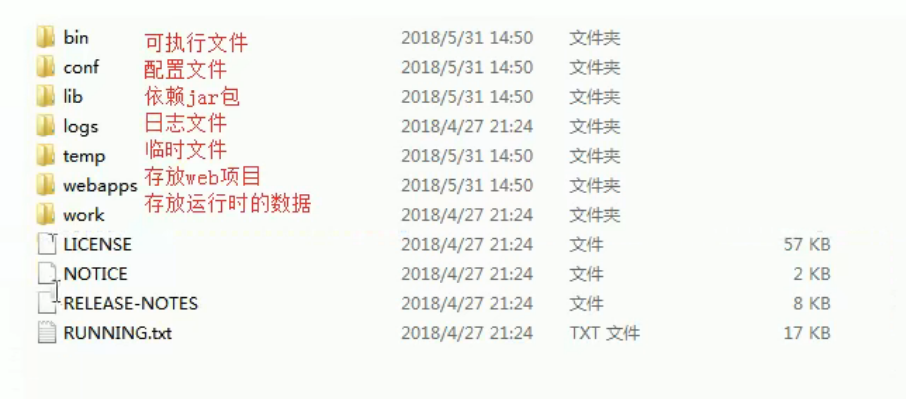 bin 可执行文件 2018/5/31 14:50 文件夹
conf 配置文件 2018/5/31 14:50 文件夹
lib 依赖jar包 2018/5/31 14:50 文件夹
logs 日志文件 2018/4/27 21:24 文件夹
temp 临时文件 2018/5/31 14:50 文件夹
webapps 存放web项目 2018/5/31 14:50 文件夹
work 存放运行时的数据 2018/4/27 21:24 文件夹
LICENSE 2018/4/27 21:24 文件 57 KB
NOTICE 2018/4/27 21:24 文件 2 KB
RELEASE-NOTES 2018/4/27 21:24 文件 8 KB
RUNNING.txt 2018/4/27 21:24 TXT 文件 17 KB